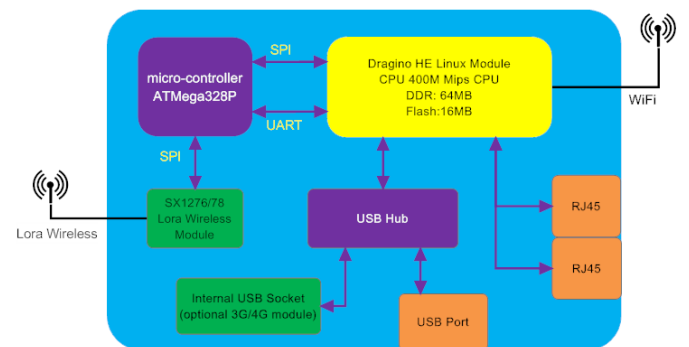 SPI
micro-controller
ATMega328P
Dragino HE Linux Module
CPU 400M Mips CPU
DDR: 64MB
Flash:16MB
WiFi
UART
SPI
SX1276/78
Lora Wireless
Module
Lora Wireless
USB Hub
RJ45
RJ45
Internal USB Socket
(optional 3G/4G module)
USB Port